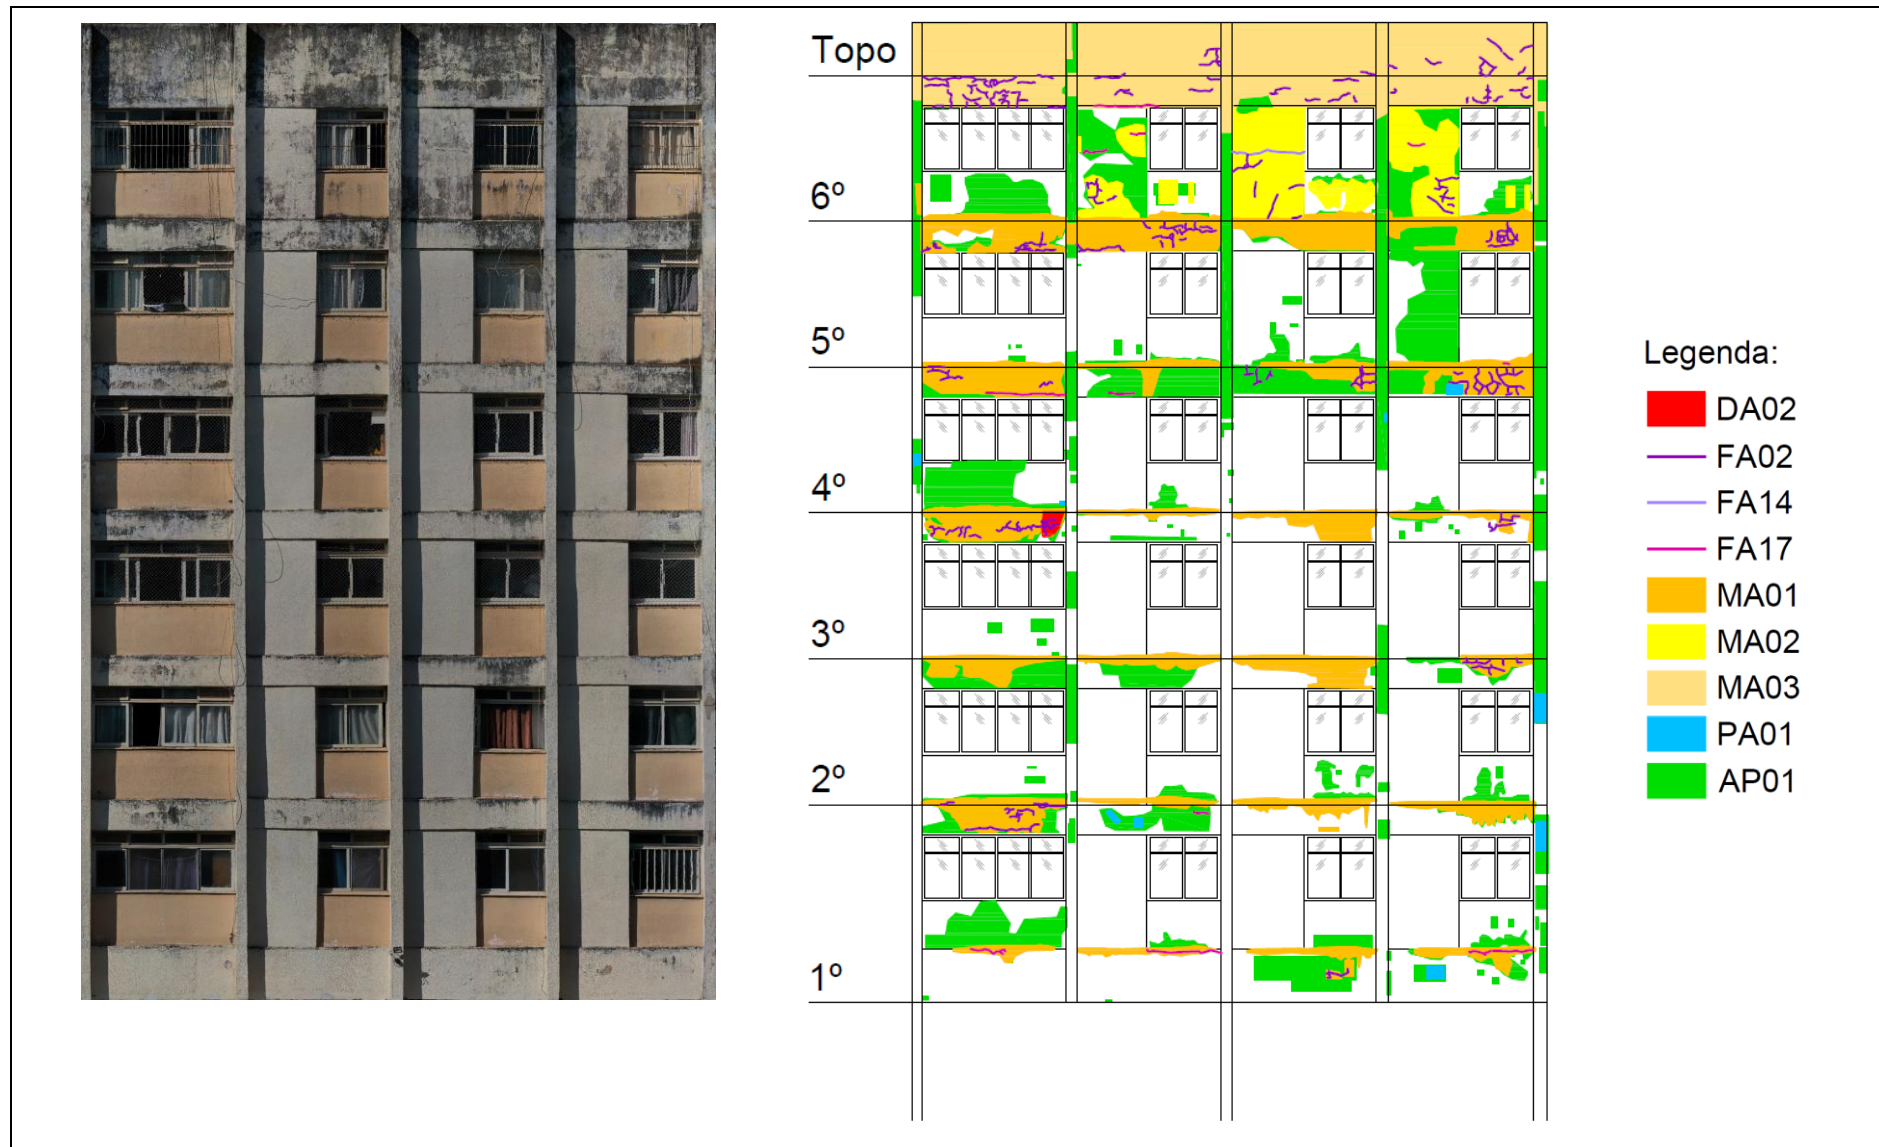 Topo
6º
5º
4º
3º
2º
1º
Legenda:
DA02
FA02
FA14
FA17
MA01
MA02
MA03
PA01
AP01